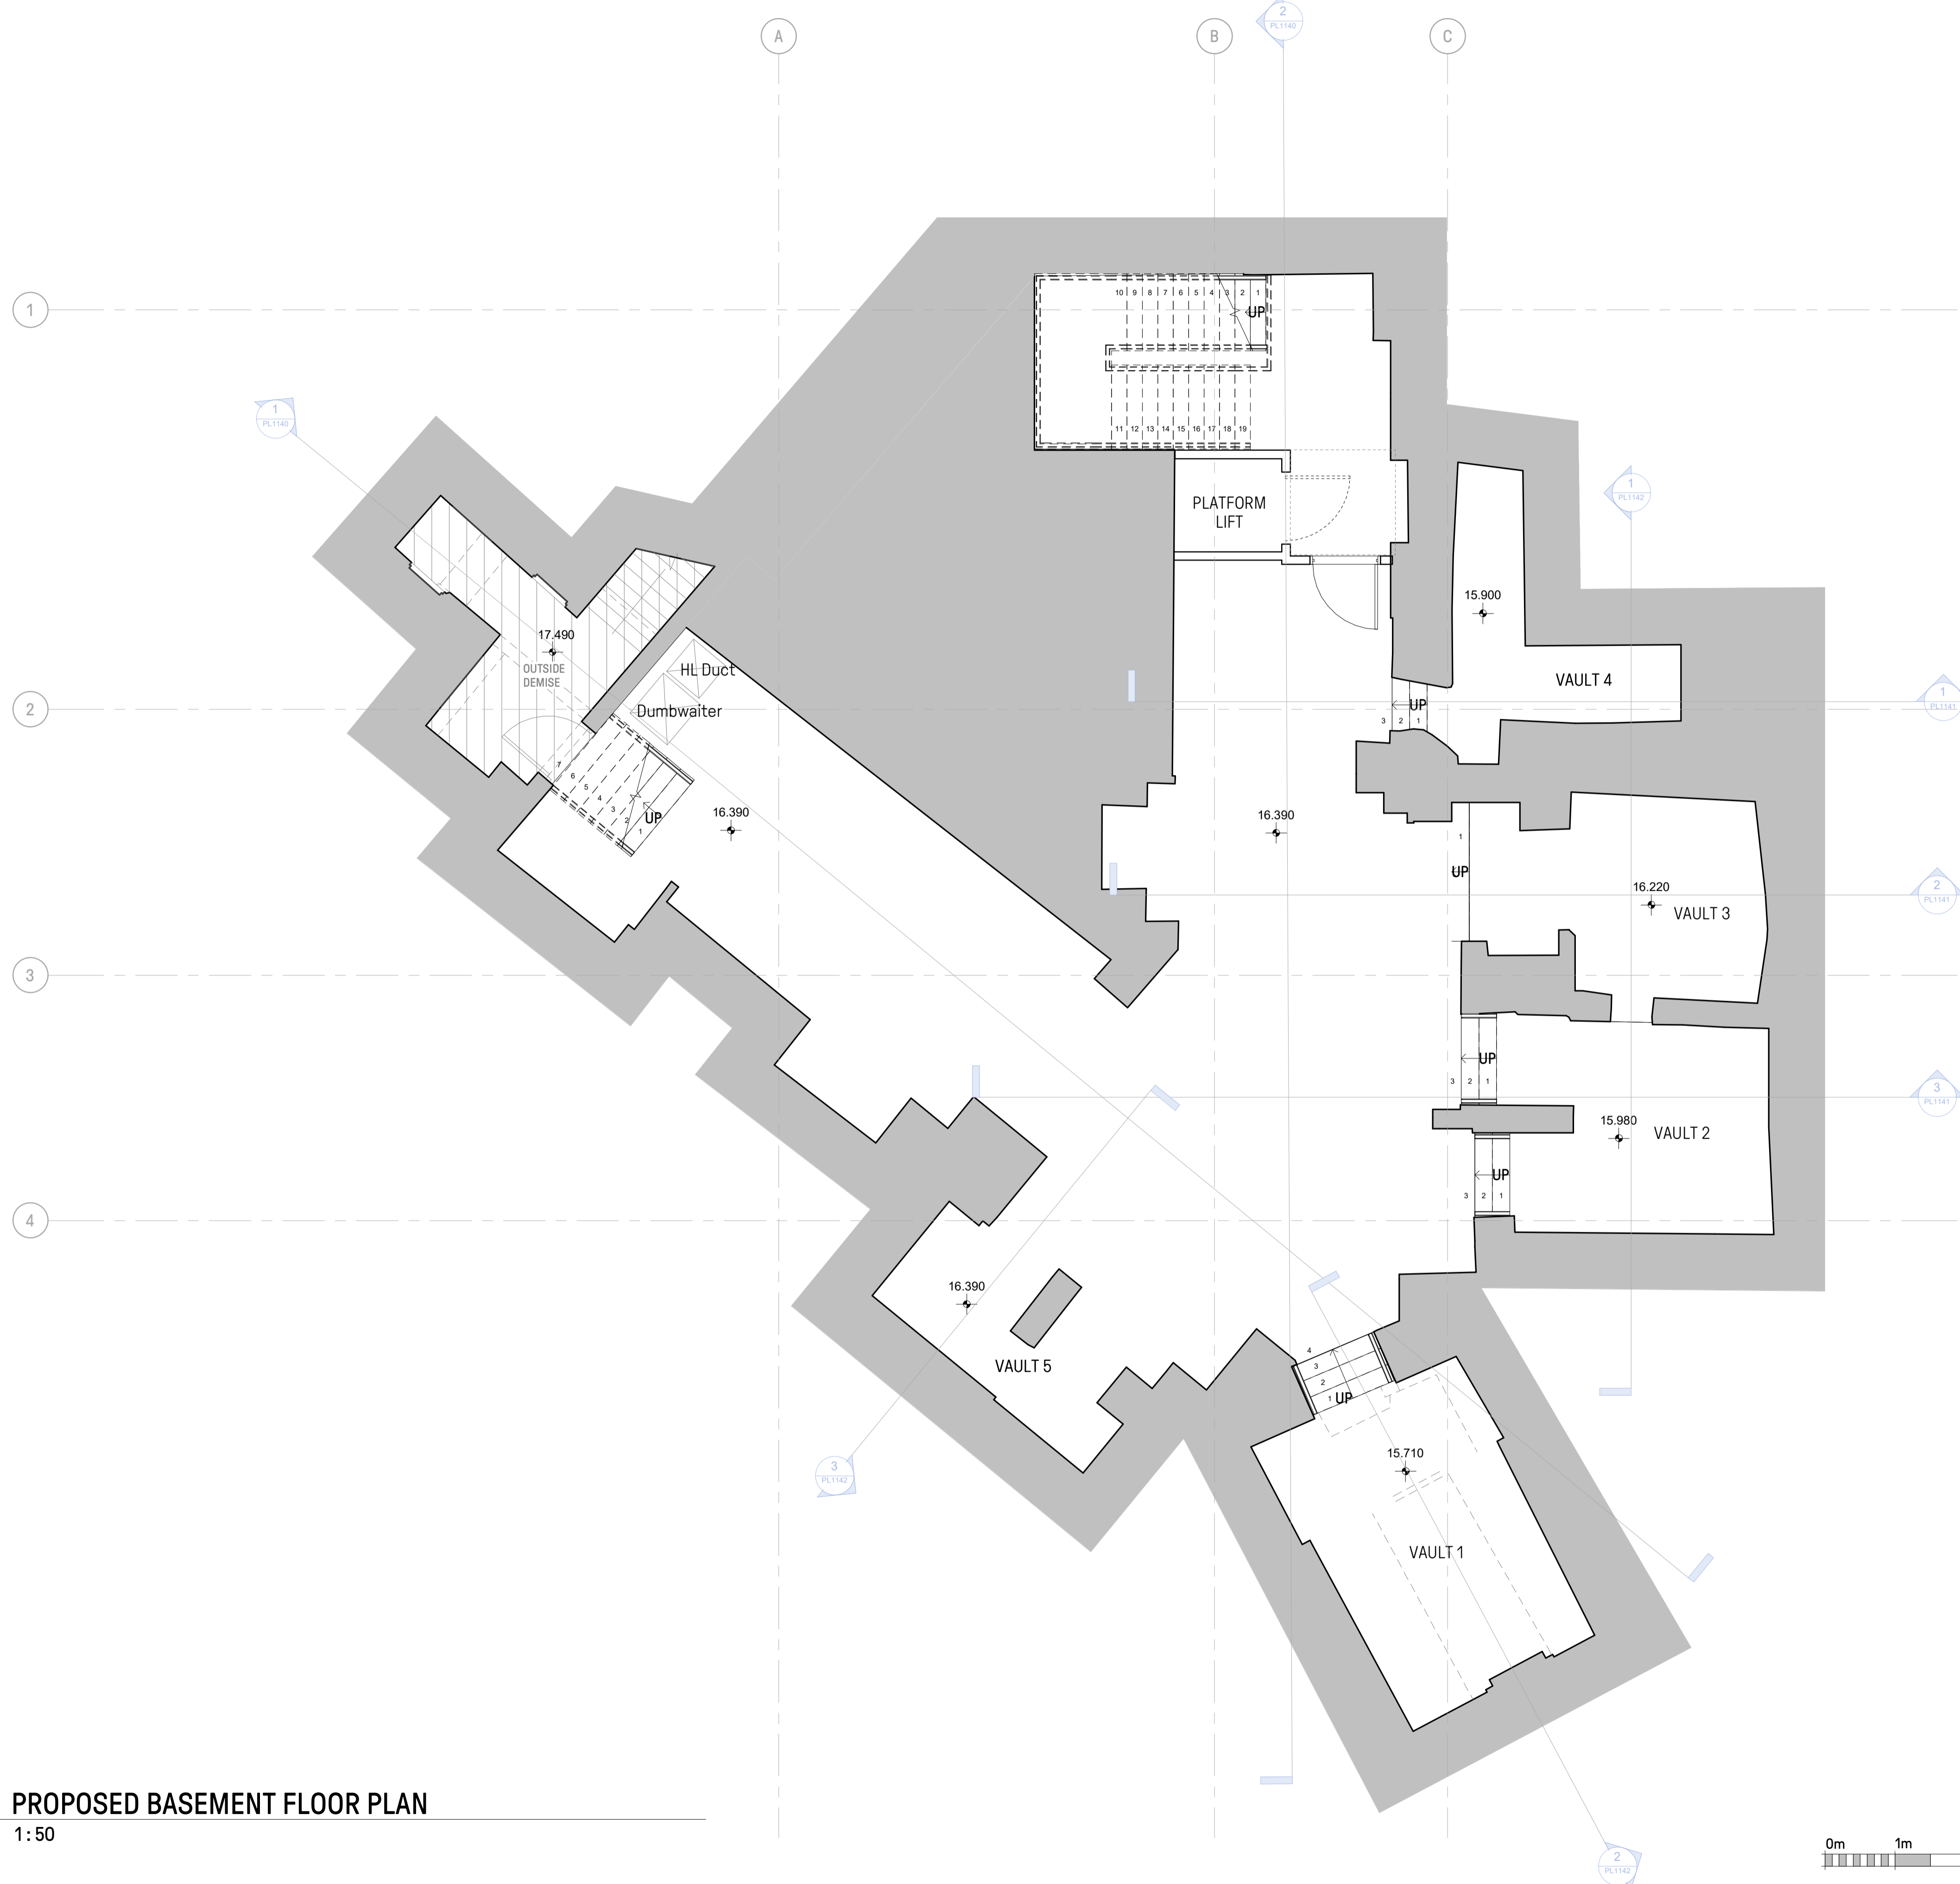 2
PL1140
A
B
C
1
10 9 8 7 6 5 4 3 2 1
UP
1
PL1140
11 12 13 14 15 16 17 18 19
PLATFORM
LIFT
1
PL1142
15.900
17.490
OUTSIDE
DEMISE
HL Duct
VAULT 4
Dumbwaiter
2
UP
3 2 1
1
PL1141
7
6
5
4
3
2
1
UP
16.390
16.390
1
UP
16.220
VAULT 3
2
PL1141
3
UP
3 2 1
3
PL1141
15.980
VAULT 2
UP
3 2 1
4
16.390
VAULT 5
4
3
2
1
UP
15.710
3
PL1142
VAULT 1
PROPOSED BASEMENT FLOOR PLAN
1:50
0m 1m
2
PL1142